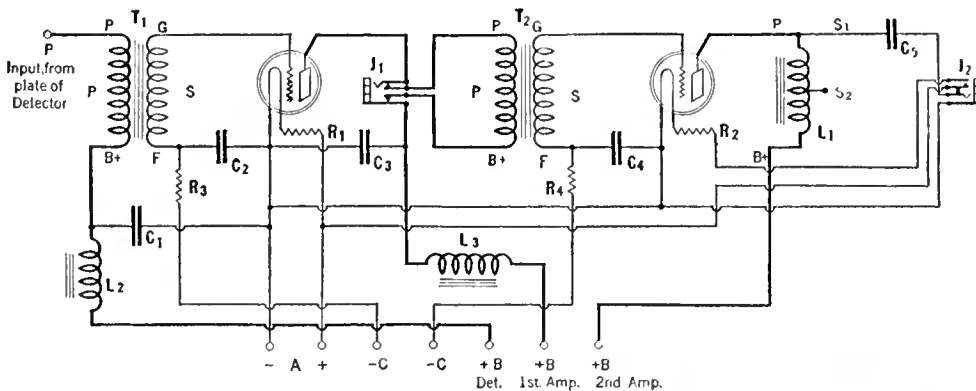 T1
T2
P G
P
Input, from
plate of
Detector
P S
B+ F
R1
R3
C2
C3
C1
L2
J1
P G
P S
B+ F
R4
C4
R2
L3
P S1
C5
J2
S2
L1
B+
- A + -C -C +B +B +B
Det. 1st. Amp. 2nd Amp.